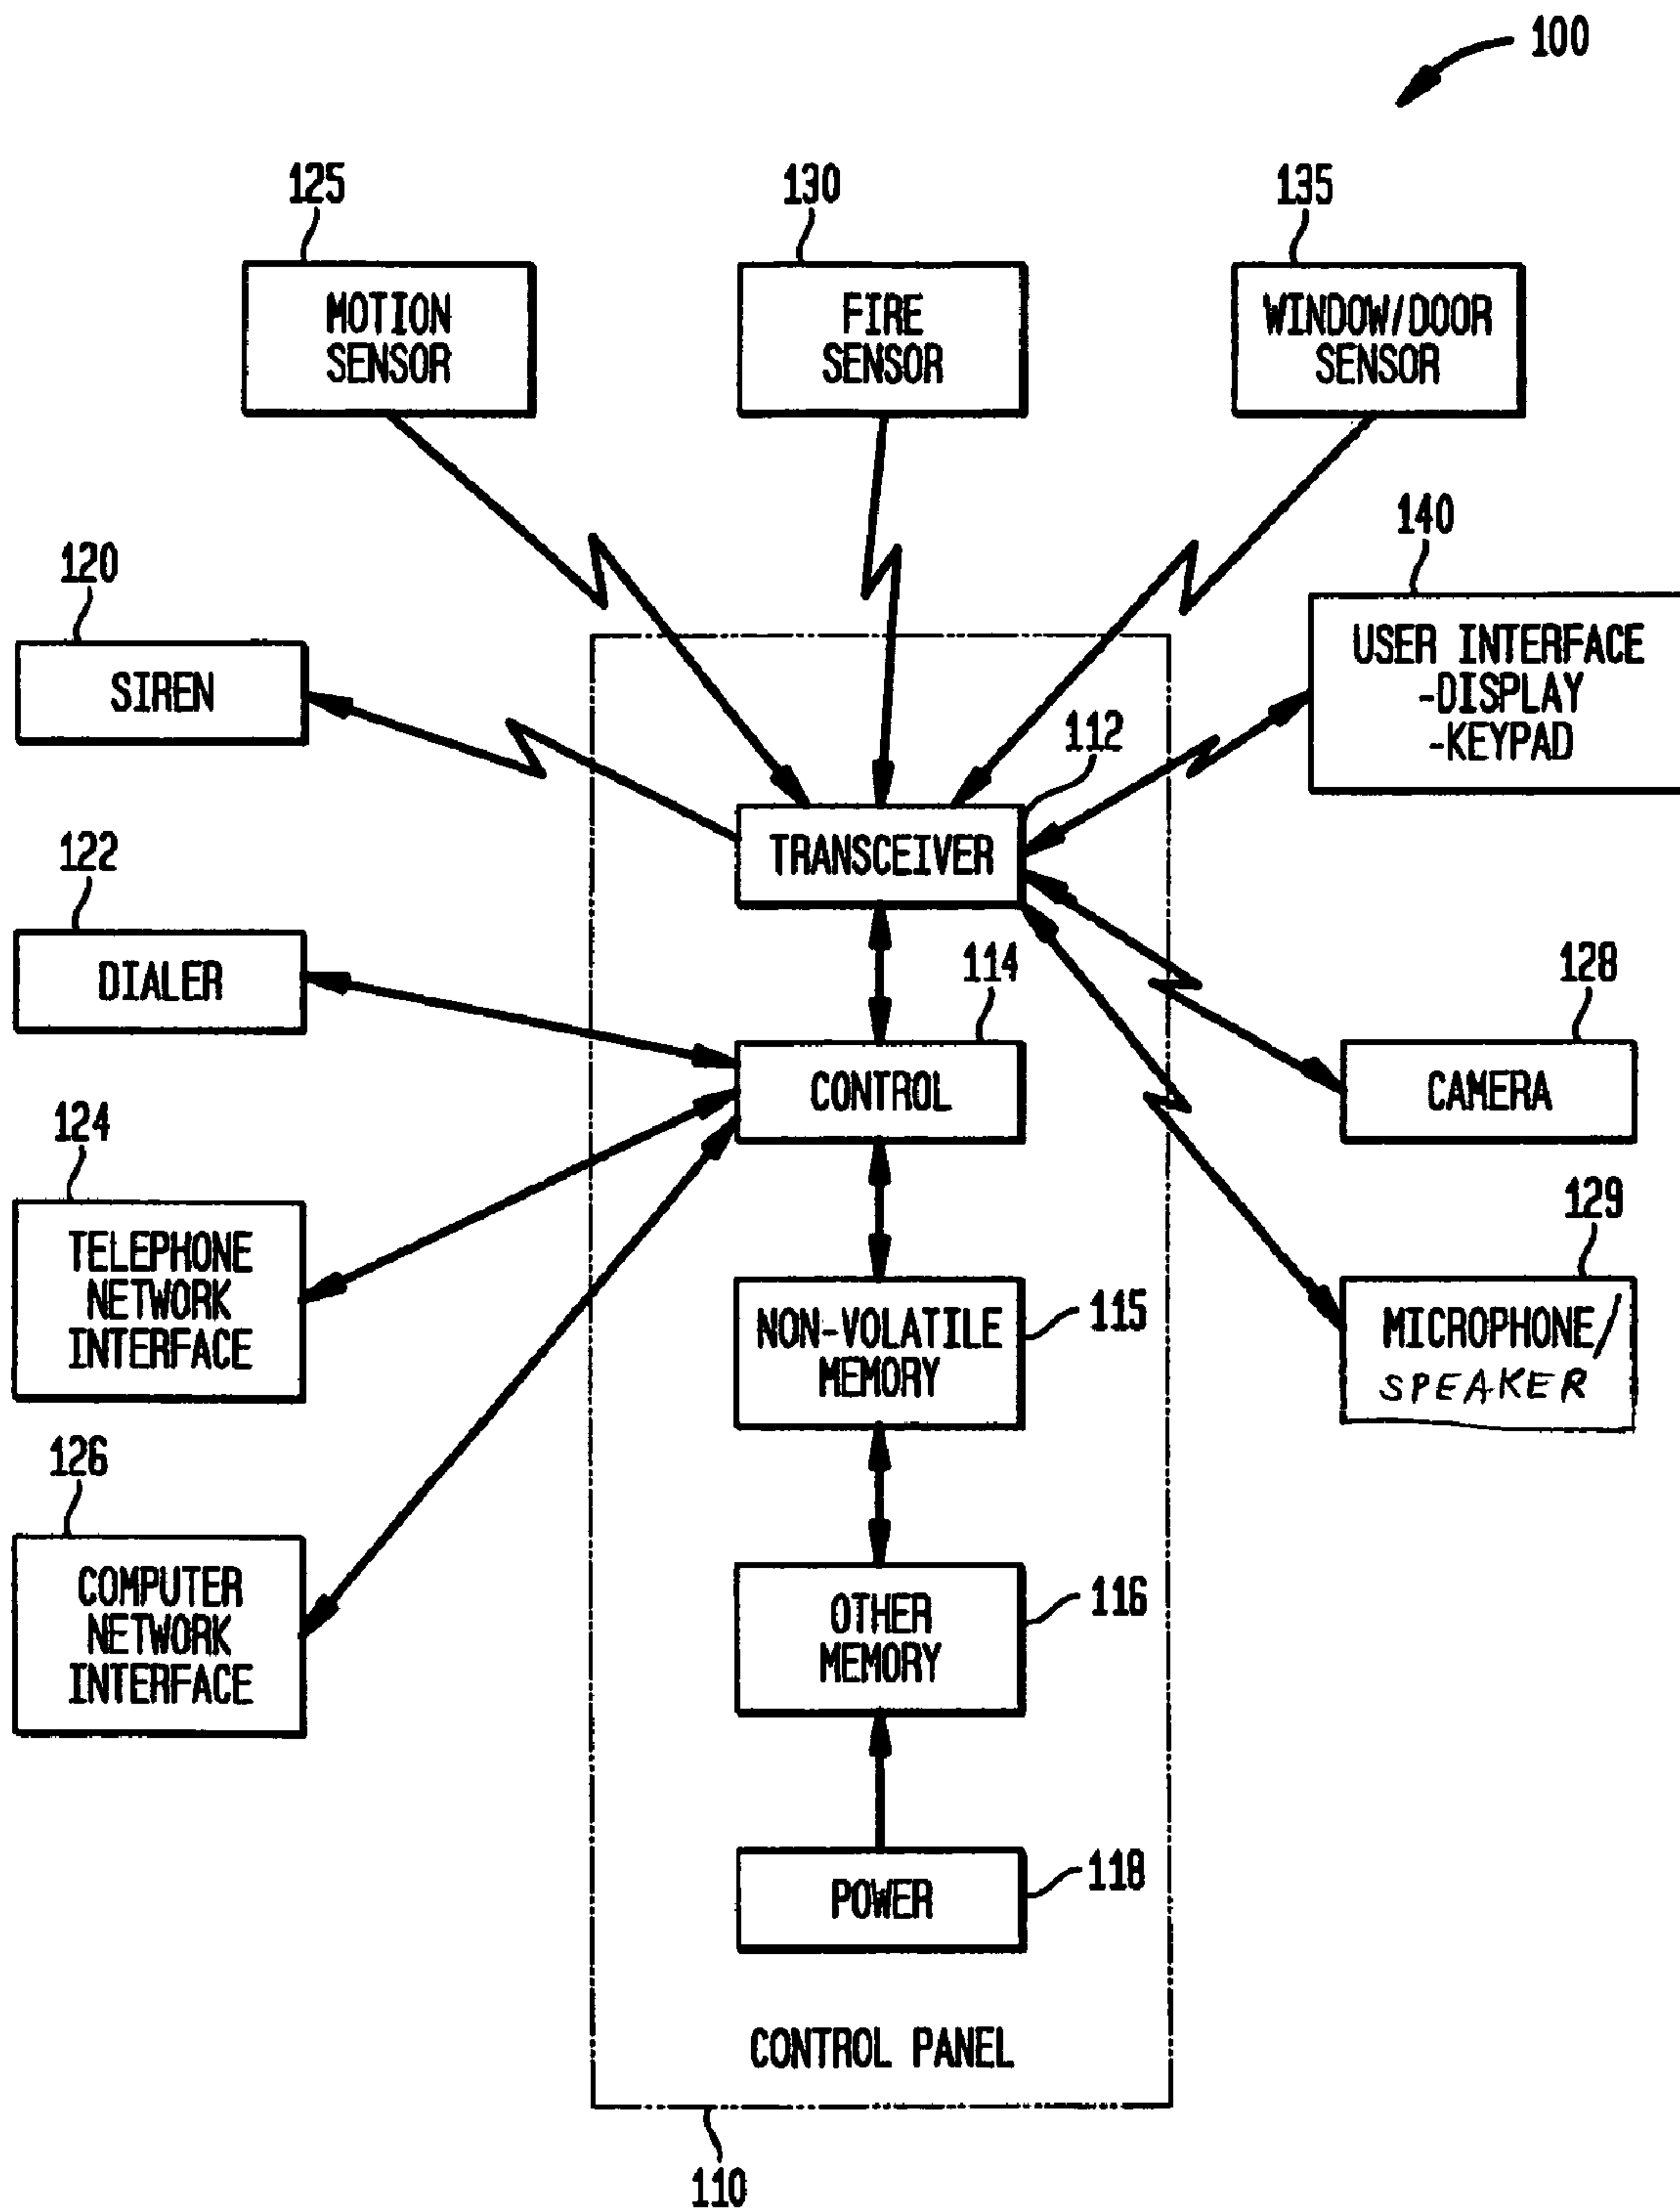 100
125
130
135
MOTION
SENSOR
FIRE
SENSOR
WINDOW/DOOR
SENSOR
140
120
USER INTERFACE
-DISPLAY
-KEYPAD
SIREN
112
TRANSCEIVER
122
DIALER
114
128
CONTROL
CAMERA
124
129
TELEPHONE
NETWORK
INTERFACE
NON-VOLATILE
MEMORY
115
MICROPHONE/
SPEAKER
126
COMPUTER
NETWORK
INTERFACE
OTHER
MEMORY
116
POWER
118
CONTROL PANEL
110